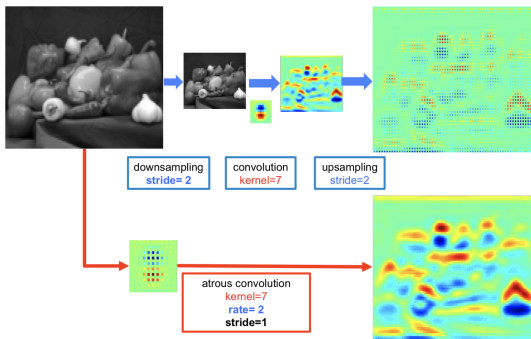 downsampling
stride= 2
convolution
kernel=7
upsampling
stride=2
atrous convolution
kernel=7
rate= 2
stride=1